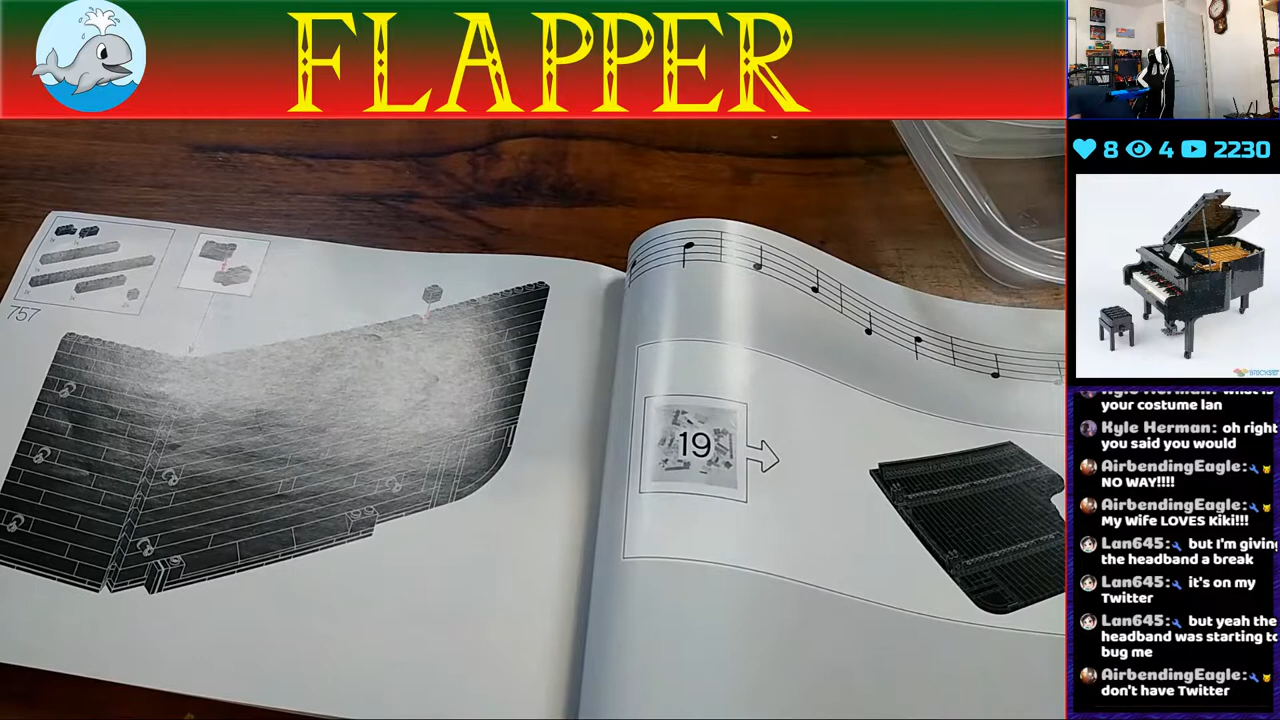 FLAPPER
8 4 2230
757
19
your costume lan
Kyle Herman: oh right
you said you would
AirbendingEagle:
NO WAY!!!!
AirbendingEagle:
My Wife LOVES Kiki!!!
Lan645: but I'm giving
the headband a break
Lan645: it's on my
Twitter
Lan645: but yeah the
headband was starting to
bug me
AirbendingEagle:
don't have Twitter